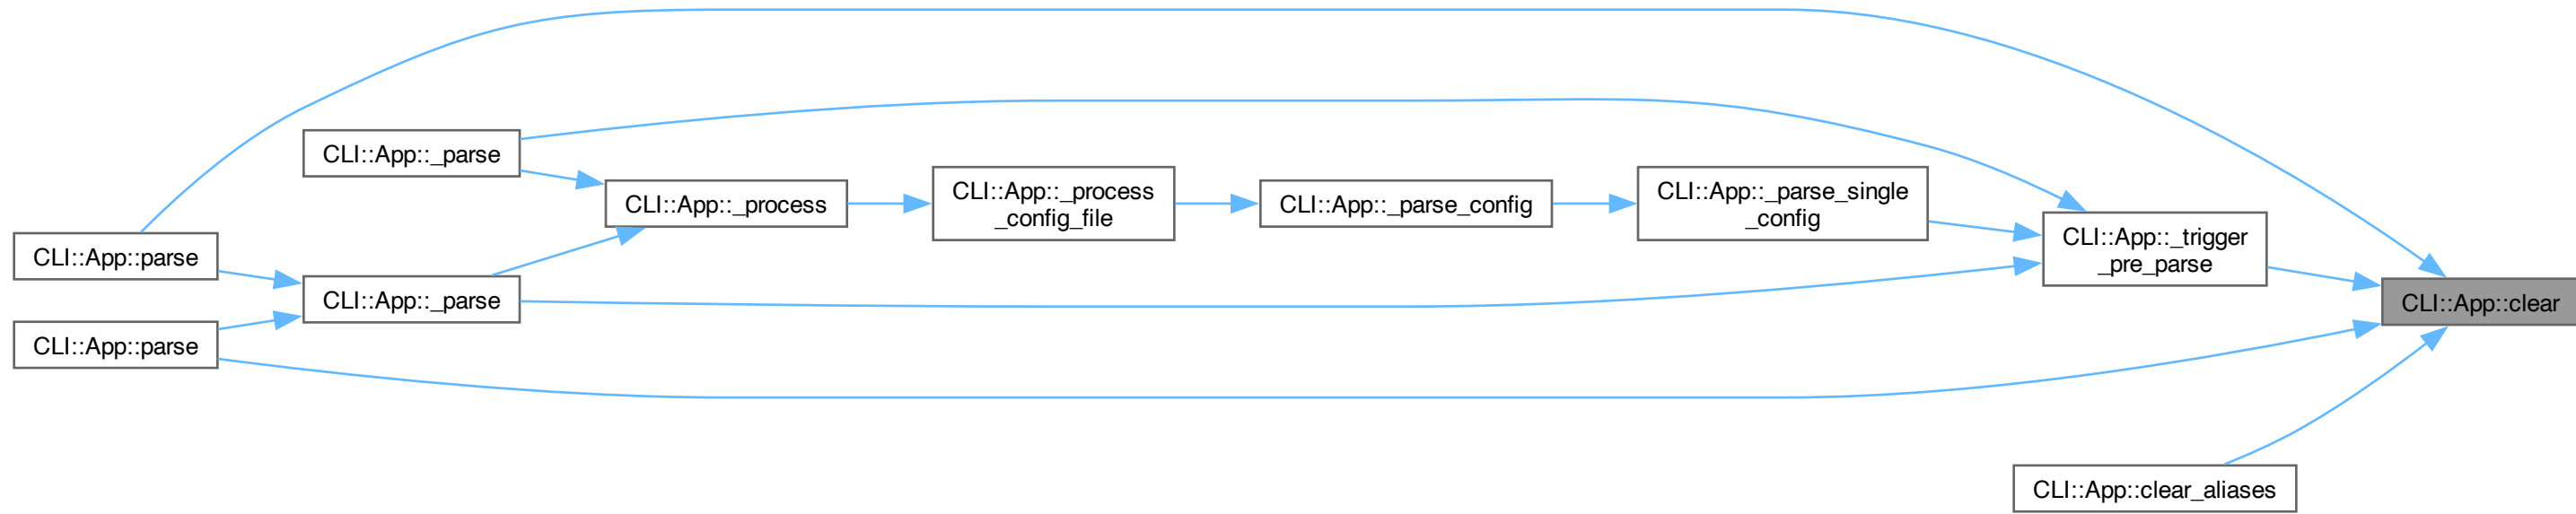 CLI::App::parse
CLI::App::parse
CLI::App::_parse
CLI::App::_parse
CLI::App::_process
CLI::App::_process
_config_file
CLI::App::_parse_config
CLI::App::_parse_single
_config
CLI::App::_trigger
_pre_parse
CLI::App::clear_aliases
CLI::App::clear